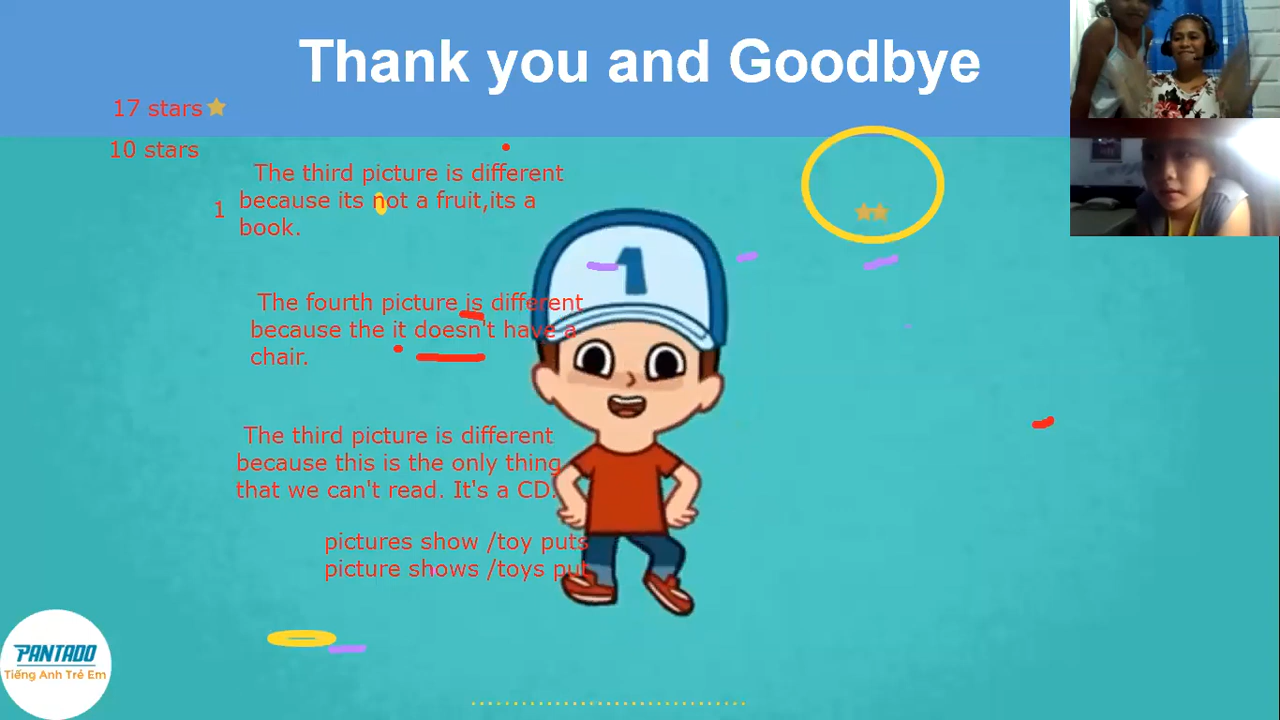 Thank you and Goodbye
17 stars
10 stars
1
The third picture is different
because its not a fruit,its a
book.
The fourth picture is different
because the it doesn't have a
chair.
The third picture is different
because this is the only thing
that we can't read. It's a CD.
pictures show /toy puts
picture shows /toys put
1
PANTADO
Tiếng Anh Trẻ Em